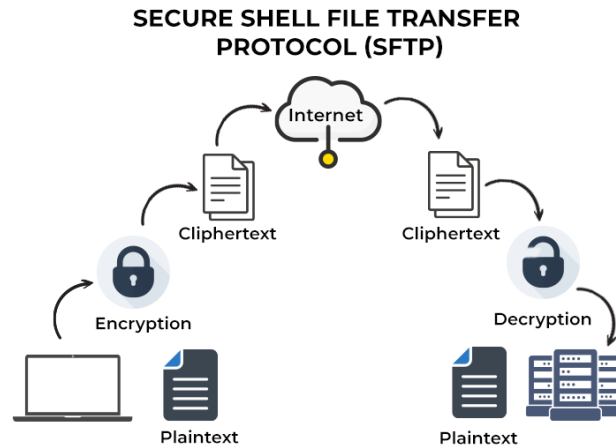 SECURE SHELL FILE TRANSFER
PROTOCOL (SFTP)
Internet
Cliphertext
Cliphertext
Encryption
Decryption
Plaintext
Plaintext